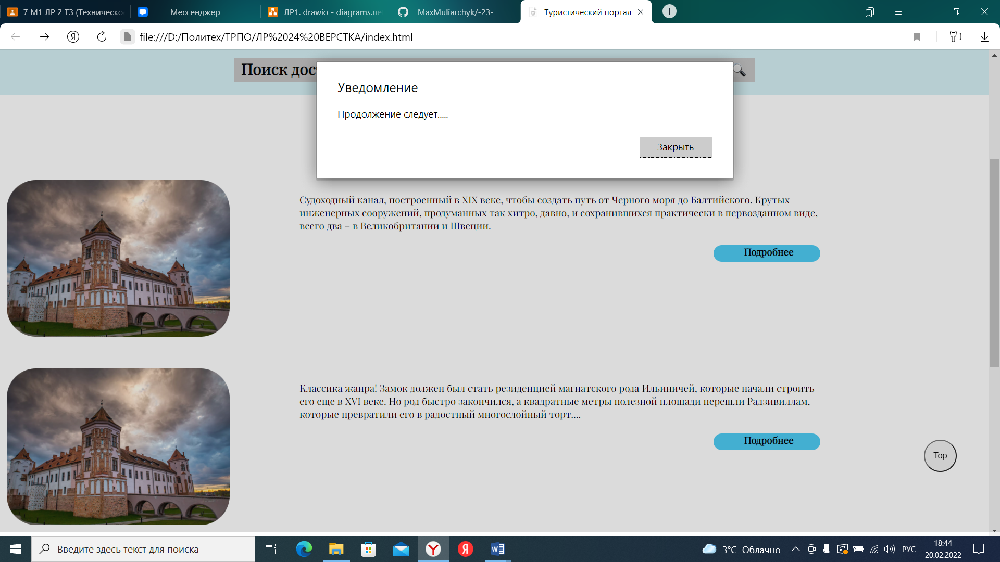 7 М1 ЛР 2 ТЗ (Техническо
Мессенджер
ЛР1. drawio - diagrams.ne
MaxMuliarchyk/-23-
Туристический портал
Я
file:///D:/Политех/ТРПО/ЛР%2024%20ВЕРСТКА/index.html
Поиск дос
Уведомление
Продолжение следует.....
Закрыть
Судоходный канал, построенный в XIX веке, чтобы создать путь от Черного моря до Балтийского. Крутых
инженерных сооружений, продуманных так хитро, давно, и сохранившихся практически в первозданном виде,
всего два – в Великобритании и Швеции.
Подробнее
Классика жанра! Замок должен был стать резиденцией магнатского рода Ильиничей, которые начали строить
его еще в XVI веке. Но род быстро закончился, а квадратные метры полезной площади перешли Радзивиллам,
которые превратили его в радостный многослойный торт....
Подробнее
Top
Введите здесь текст для поиска
Я
3°C Облачно
РУС
18:44
20.02.2022